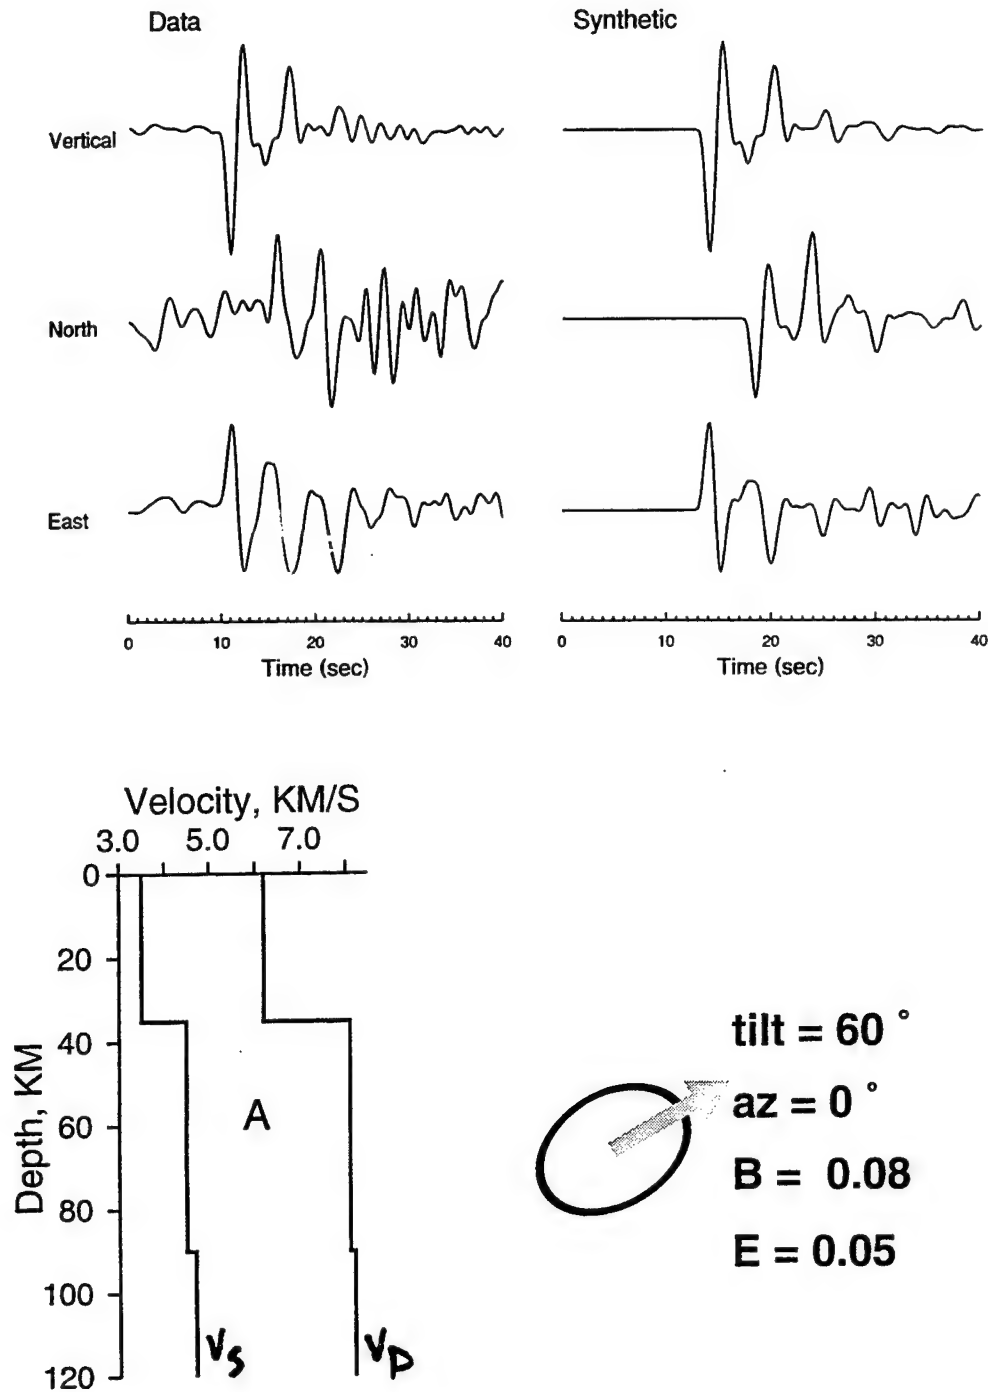 Data Synthetic
Vertical
North
East
0 10 20 30 40 0 10 20 30 40
Time (sec) Time (sec)
Velocity, KM/S
3.0 5.0 7.0
0
20
40
60
80
100
120
Depth, KM
A
Vs Vp
tilt = 60 °
az = 0 °
B = 0.08
E = 0.05